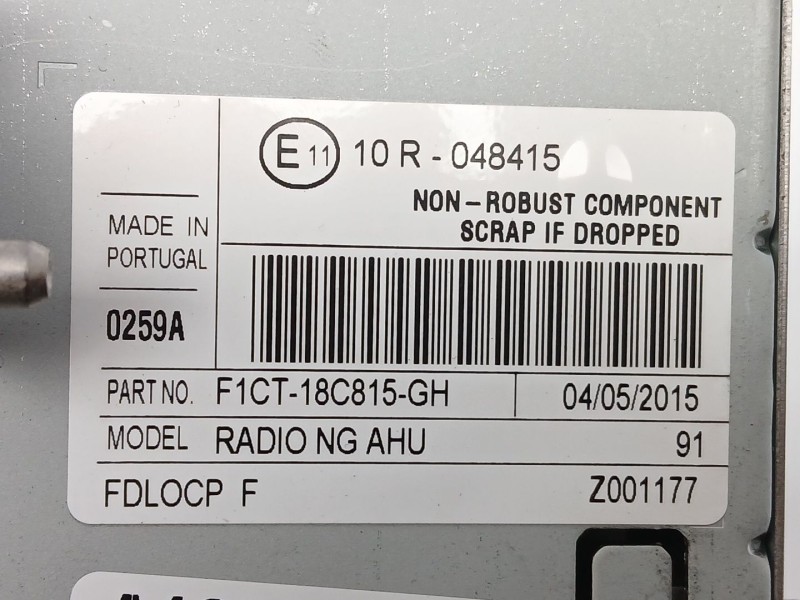 E 11 10 R - 048415
NON-ROBUST COMPONENT
SCRAP IF DROPPED
MADE IN
PORTUGAL
0259A
PART NO. F1CT-18C815-GH 04/05/2015
MODEL RADIO NG AHU 91
FDLOCP F Z001177